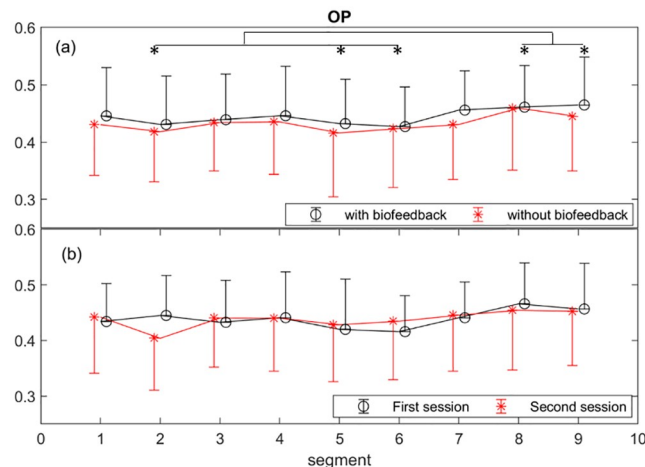 OP
0.6
(a)
* * * * *
0.5
0.4
0.3
with biofeedback without biofeedback
0.6
(b)
0.5
0.4
0.3
First session Second session
0 1 2 3 4 5 6 7 8 9 10
segment